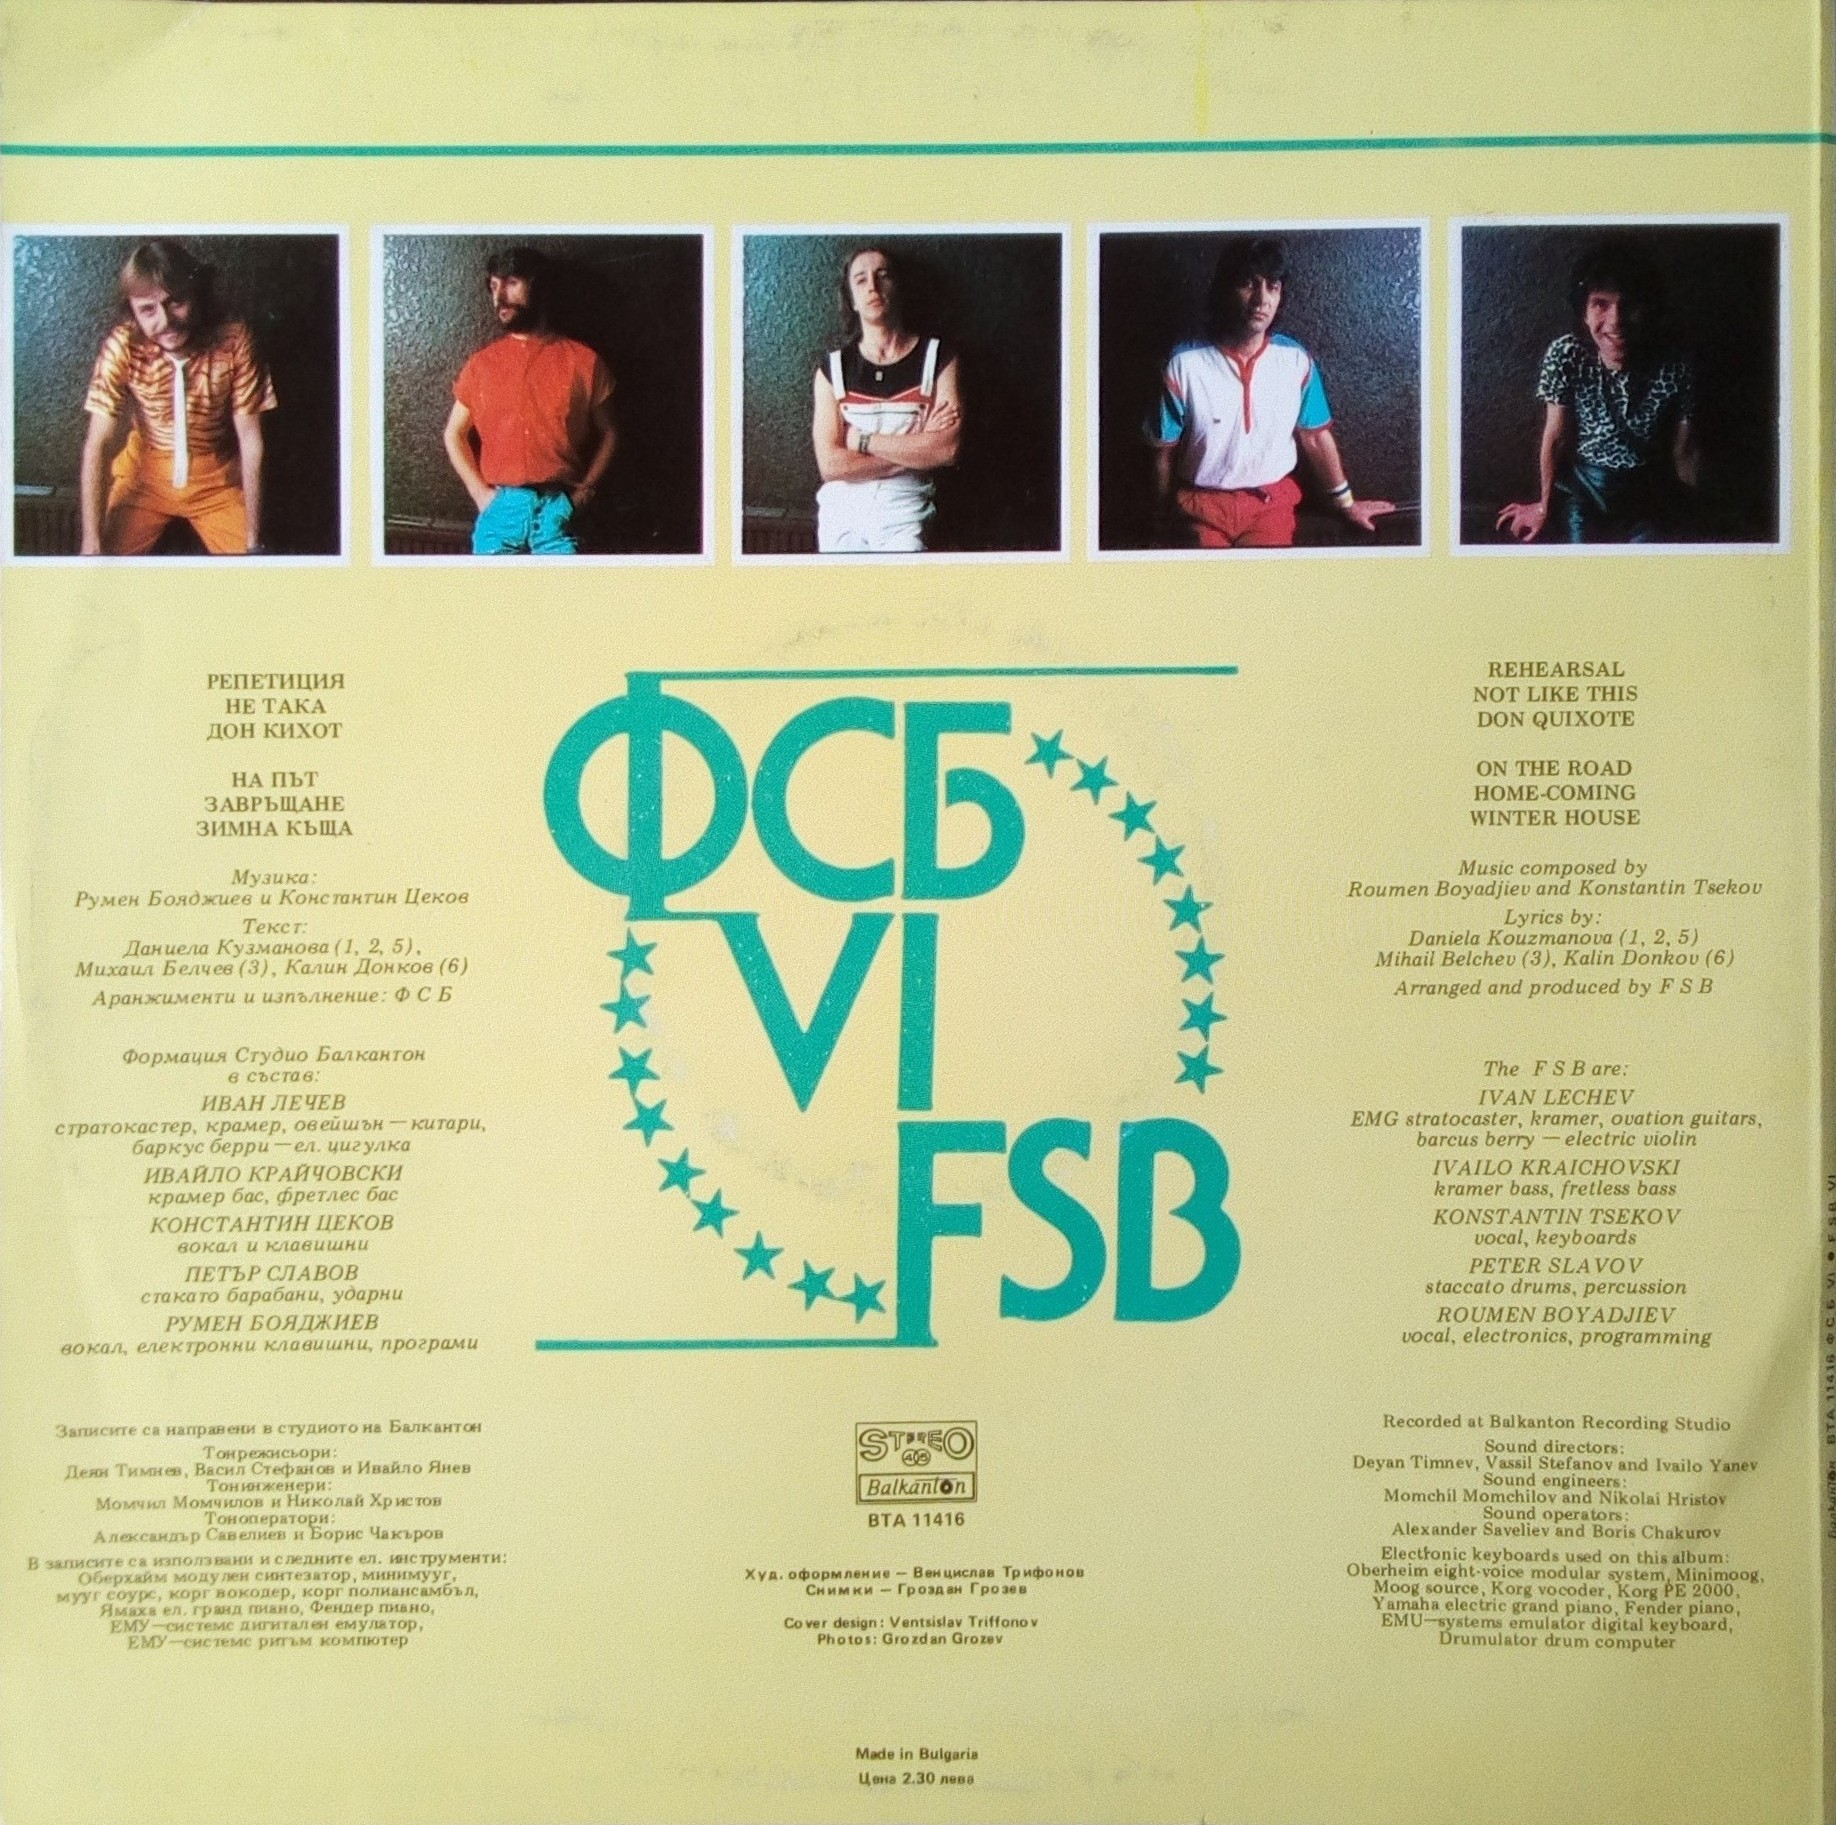 РЕПЕТИЦИЯ
НЕ ТАКА
ДОН КИХОТ
НА ПЪТ
ЗАВРЪЩАНЕ
ЗИМНА КЪЩА
Музика:
Румен Бояджиев и Константин Цеков
Текст:
Даниела Кузманова (1, 2, 5),
Михаил Белчев (3), Калин Донков (6)
Аранжименти и изпълнение: Ф С Б
Формация Студио Балкантон
в състав:
ИВАН ЛЕЧЕВ
стратокастер, крамер, овейшън — китари,
баркус берри — ел. цигулка
ИВАЙЛО КРАЙЧОВСКИ
крамер бас, фретлес бас
КОНСТАНТИН ЦЕКОВ
вокал и клавишни
ПЕТЪР СЛАВОВ
стакато барабани, ударни
РУМЕН БОЯДЖИЕВ
вокал, електронни клавишни, програми
Записите са направени в студиото на Балкантон
Тонрежисьори:
Деян Тимнев, Васил Стефанов и Ивайло Янев
Тонинженери:
Момчил Момчилов и Николай Христов
Тоноператори:
Александър Савелиев и Борис Чакъров
В записите са използвани и следните ел. инструменти:
Оберхайм модулен синтезатор, минимууг,
мууг соурс, корг вокодер, корг полиансамбъл,
Ямаха ел. гранд пиано, Фендер пиано,
ЕМУ—системс дигитален емулатор,
ЕМУ—системс ритъм компютер
ФСБ
VI
FSB
STEREO
Balkanton
ВТА 11416
Худ. оформление — Венцислав Трифонов
Снимки — Гроздан Грозев
Cover design: Ventsislav Triffonov
Photos: Grozdan Grozev
Made in Bulgaria
Цена 2.30 лева
REHEARSAL
NOT LIKE THIS
DON QUIXOTE
ON THE ROAD
HOME-COMING
WINTER HOUSE
Music composed by
Roumen Boyadjiev and Konstantin Tsekov
Lyrics by:
Daniela Kouzmanova (1, 2, 5)
Mihail Belchev (3), Kalin Donkov (6)
Arranged and produced by F S B
The F S B are:
IVAN LECHEV
EMG stratocaster, kramer, ovation guitars,
barcus berry — electric violin
IVAILO KRAICHOVSKI
kramer bass, fretless bass
KONSTANTIN TSEKOV
vocal, keyboards
PETER SLAVOV
staccato drums, percussion
ROUMEN BOYADJIEV
vocal, electronics, programming
Recorded at Balkanton Recording Studio
Sound directors:
Deyan Timnev, Vassil Stefanov and Ivailo Yanev
Sound engineers:
Momchil Momchilov and Nikolai Hristov
Sound operators:
Alexander Saveliev and Boris Chakurov
Electronic keyboards used on this album:
Oberheim eight-voice modular system, Minimoog,
Moog source, Korg vocoder, Korg PE 2000,
Yamaha electric grand piano, Fender piano,
EMU—systems emulator digital keyboard,
Drumulator drum computer
Balkanton ВТА 11416 ФСБ VI ● FSB VI